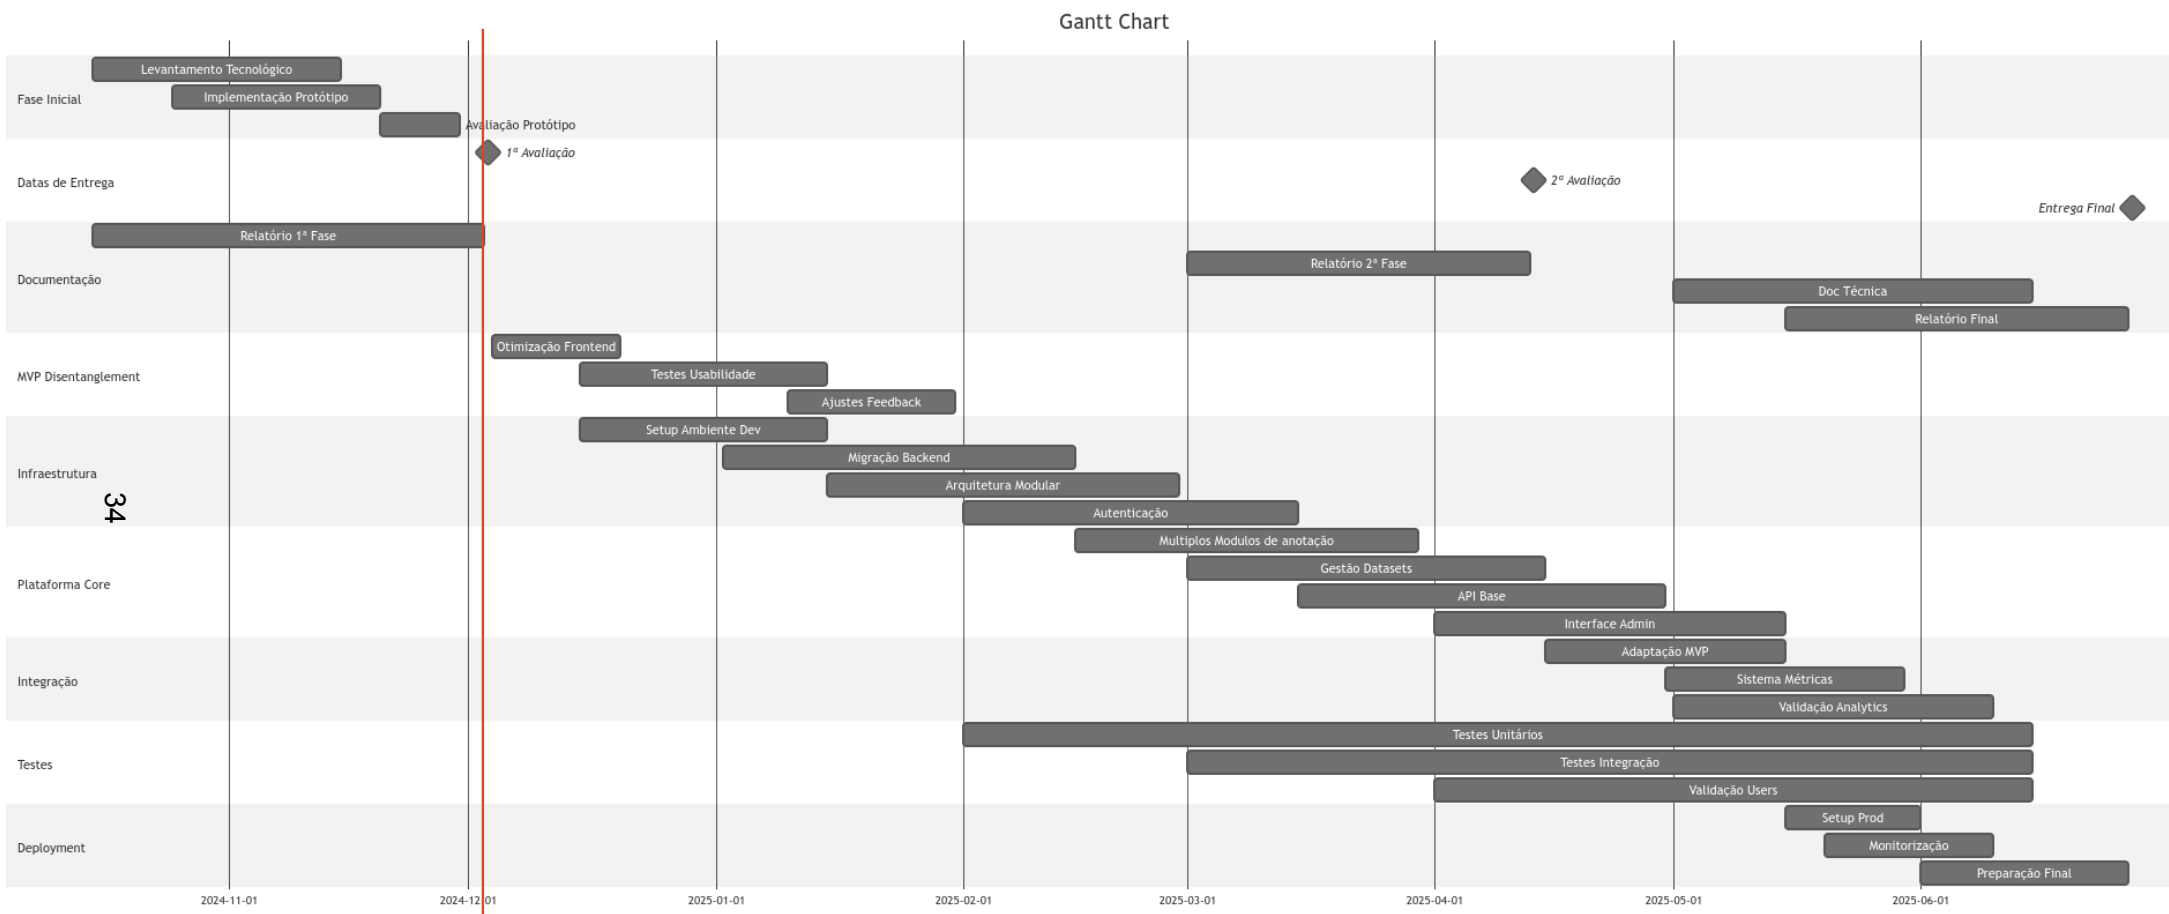 Gantt Chart
Fase Inicial
Levantamento Tecnológico
Implementação Protótipo
Avaliação Protótipo
Datas de Entrega
1ª Avaliação
2ª Avaliação
Entrega Final
Documentação
Relatório 1ª Fase
Relatório 2ª Fase
Doc Técnica
Relatório Final
MVP Disentanglement
Otimização Frontend
Testes Usabilidade
Ajustes Feedback
Infraestrutura
Setup Ambiente Dev
Migração Backend
Arquitetura Modular
Autenticação
34
Plataforma Core
Multiplos Modulos de anotação
Gestão Datasets
API Base
Interface Admin
Integração
Adaptação MVP
Sistema Métricas
Validação Analytics
Testes
Testes Unitários
Testes Integração
Validação Users
Deployment
Setup Prod
Monitorização
Preparação Final
2024-11-01 2024-12-01 2025-01-01 2025-02-01 2025-03-01 2025-04-01 2025-05-01 2025-06-01